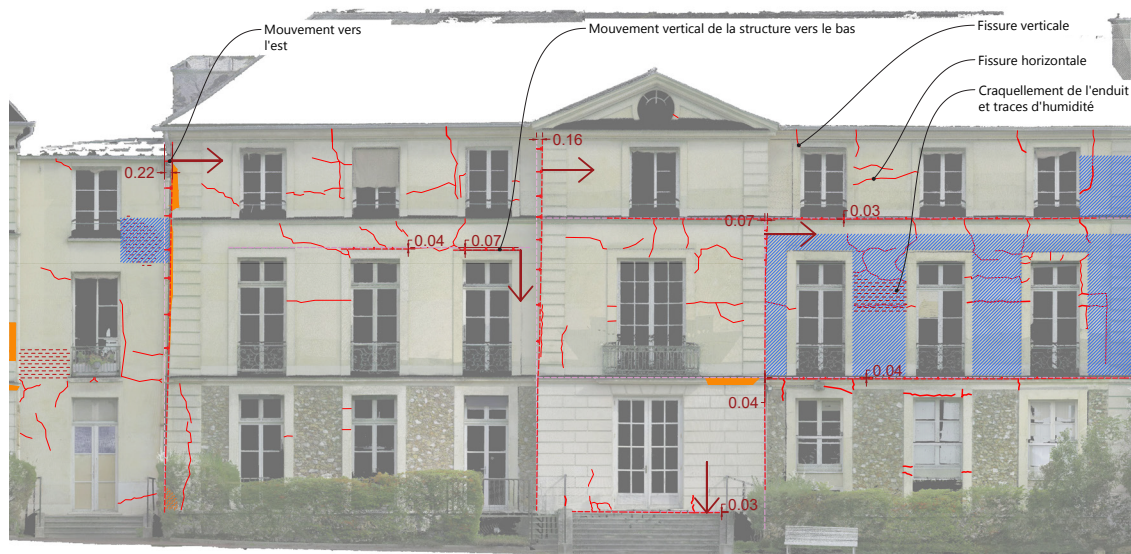 Mouvement vers
l'est
Mouvement vertical de la structure vers le bas
Fissure verticale
Fissure horizontale
Craquellement de l'enduit
et traces d'humidité
0.16
0.22
0.07
0.03
0.04
0.07
0.04
0.04
0.03